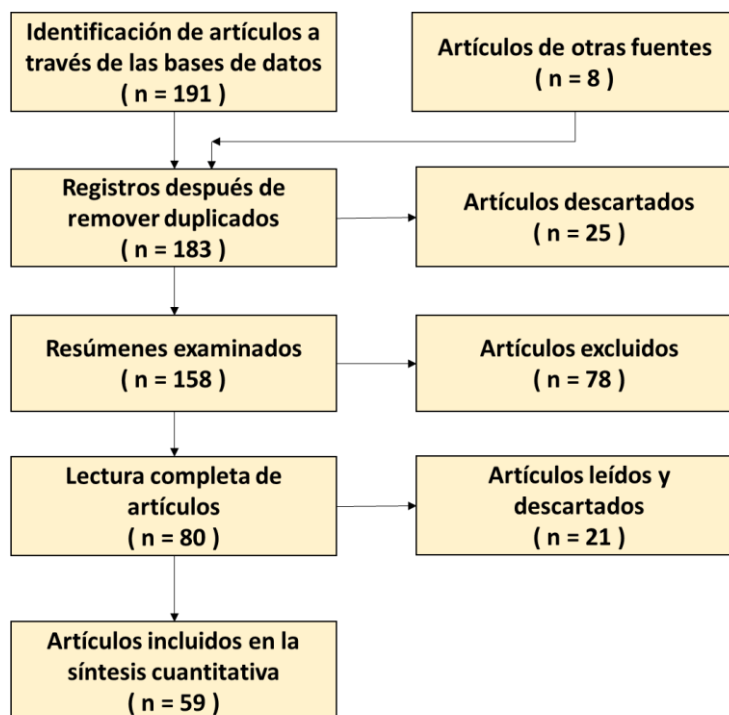 Identificación de artículos a
través de las bases de datos
( n = 191 )
Artículos de otras fuentes
( n = 8 )
Registros después de
remover duplicados
( n = 183 )
Artículos descartados
( n = 25 )
Resúmenes examinados
( n = 158 )
Artículos excluidos
( n = 78 )
Lectura completa de
artículos
( n = 80 )
Artículos leídos y
descartados
( n = 21 )
Artículos incluidos en la
síntesis cuantitativa
( n = 59 )